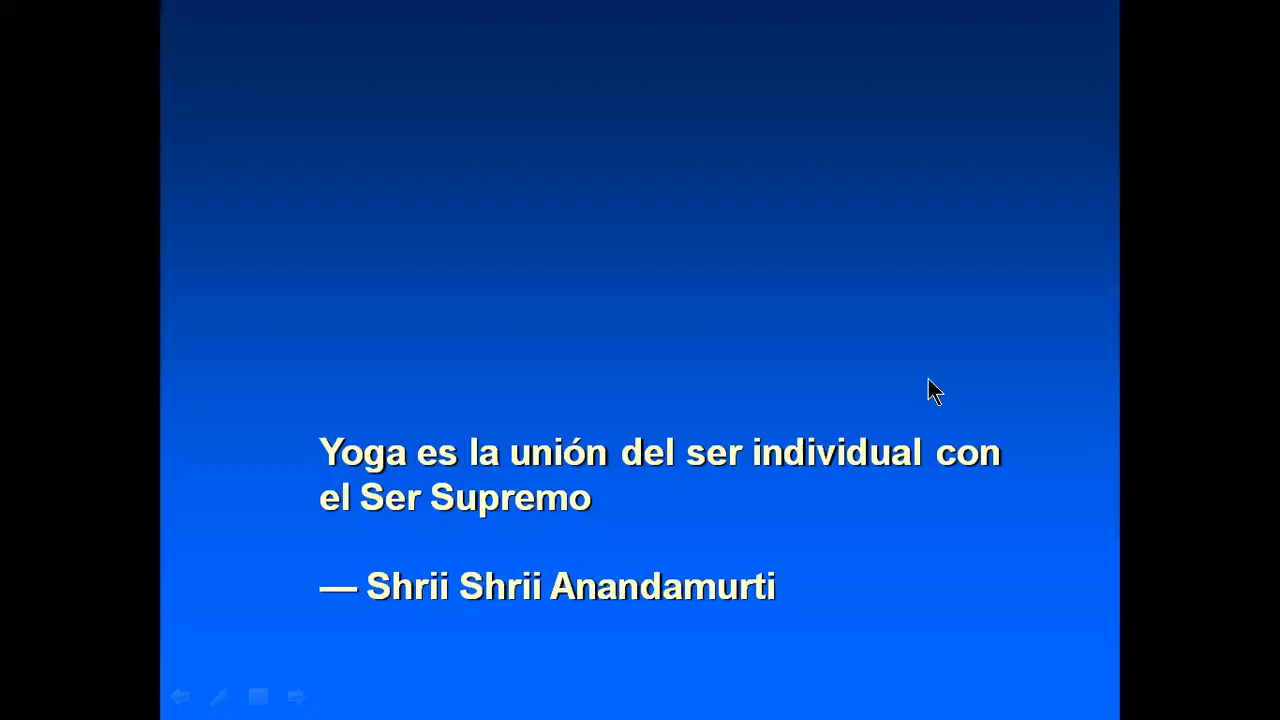 Yoga es la unión del ser individual con
el Ser Supremo
— Shrii Shrii Anandamurti